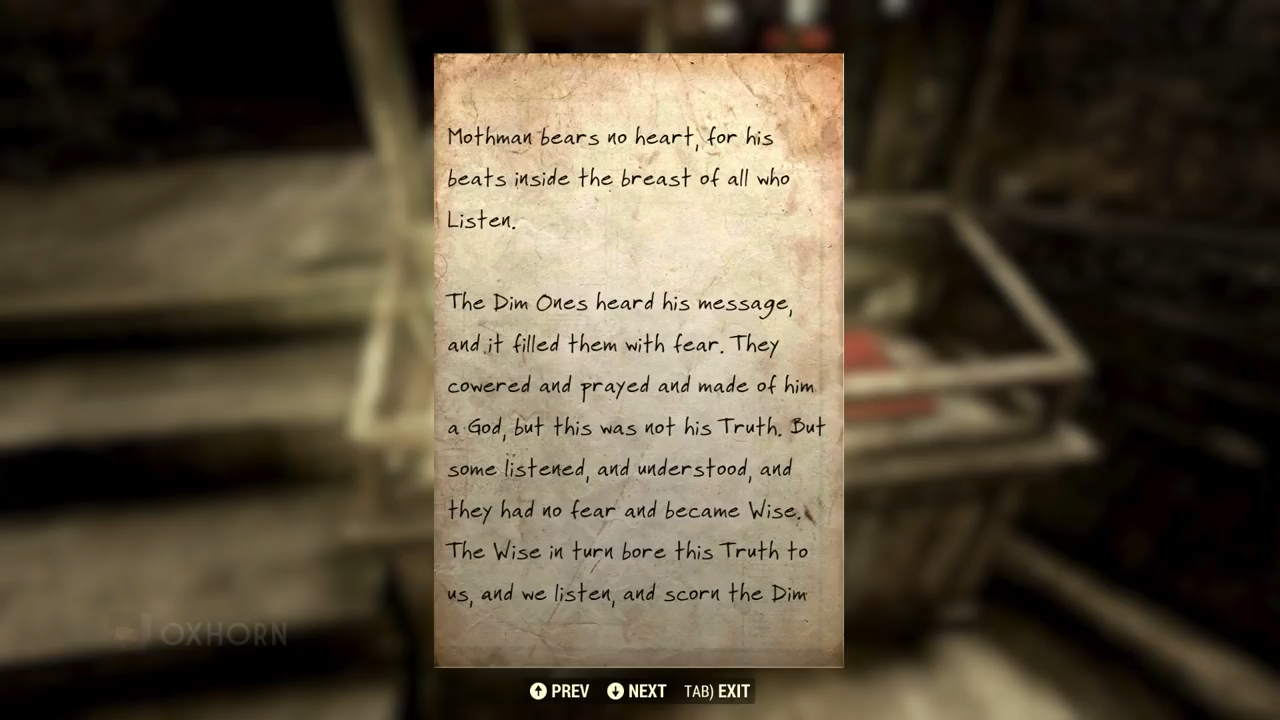 Mothman bears no heart, for his
beats inside the breast of all who
Listen.
The Dim Ones heard his message,
and it filled them with fear. They
cowered and prayed and made of him
a God, but this was not his Truth. But
some listened, and understood, and
they had no fear and became Wise.
The Wise in turn bore this Truth to
us, and we listen, and scorn the Dim
OXHORN
PREV NEXT TAB) EXIT